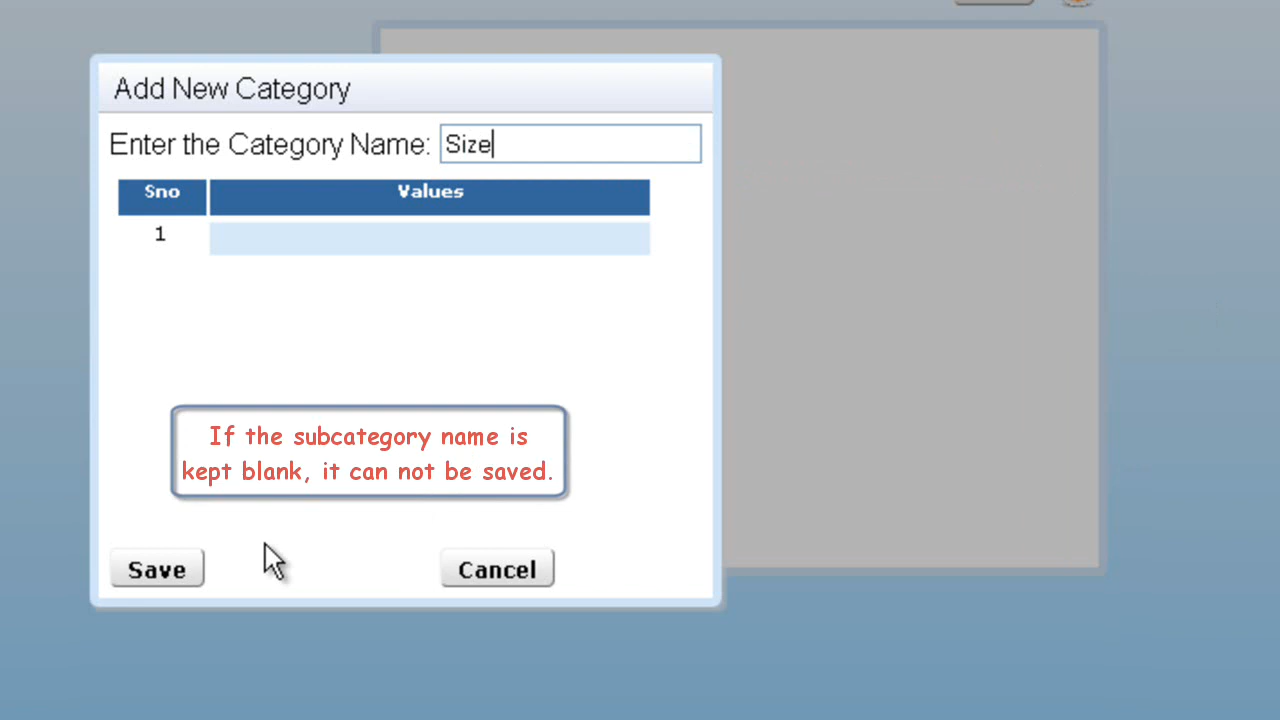 Add New Category
Enter the Category Name: Size
Sno Values
1
If the subcategory name is
kept blank, it can not be saved.
Save Cancel